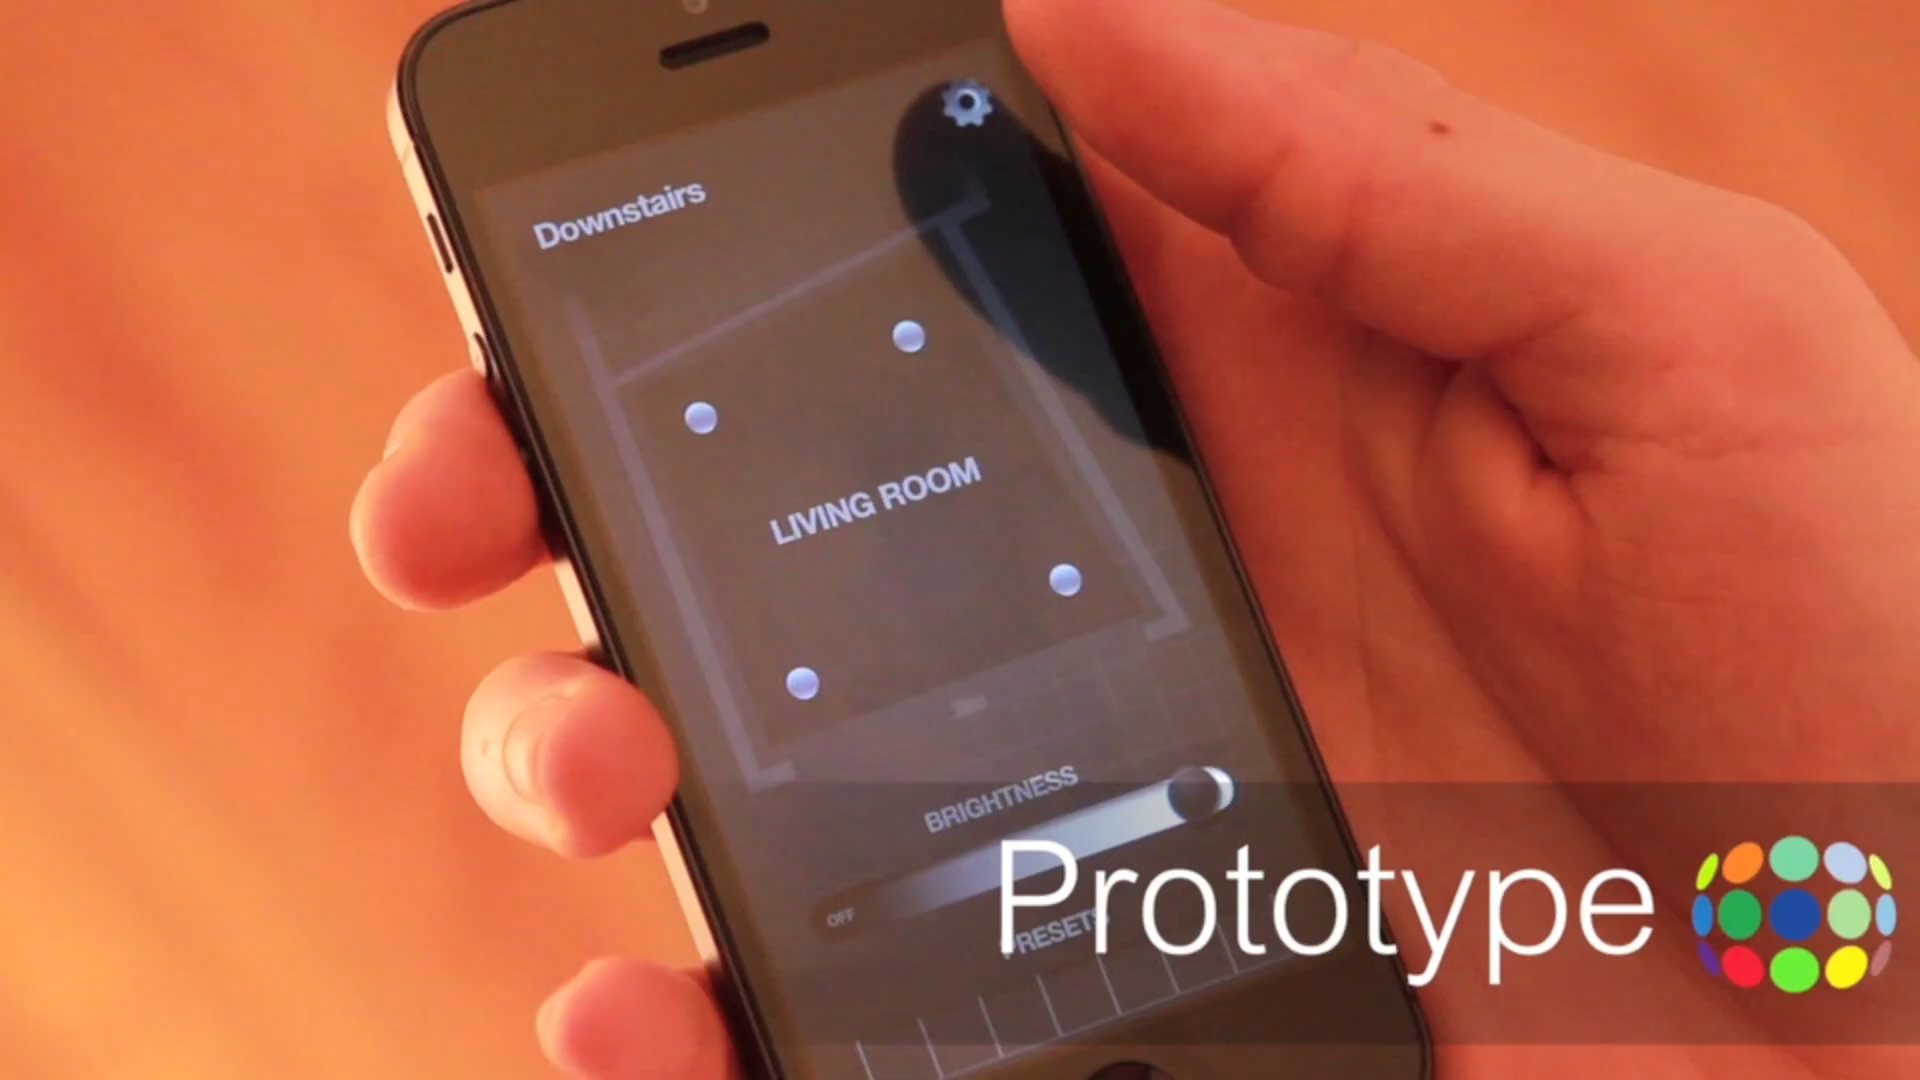 Downstairs
LIVING ROOM
BRIGHTNESS
OFF
PRESETS
Prototype